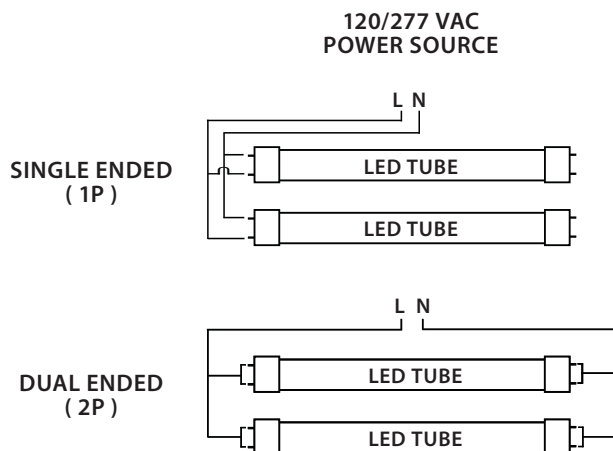 120/277 VAC
POWER SOURCE
L N
SINGLE ENDED
( 1P )
LED TUBE
LED TUBE
L N
DUAL ENDED
( 2P )
LED TUBE
LED TUBE